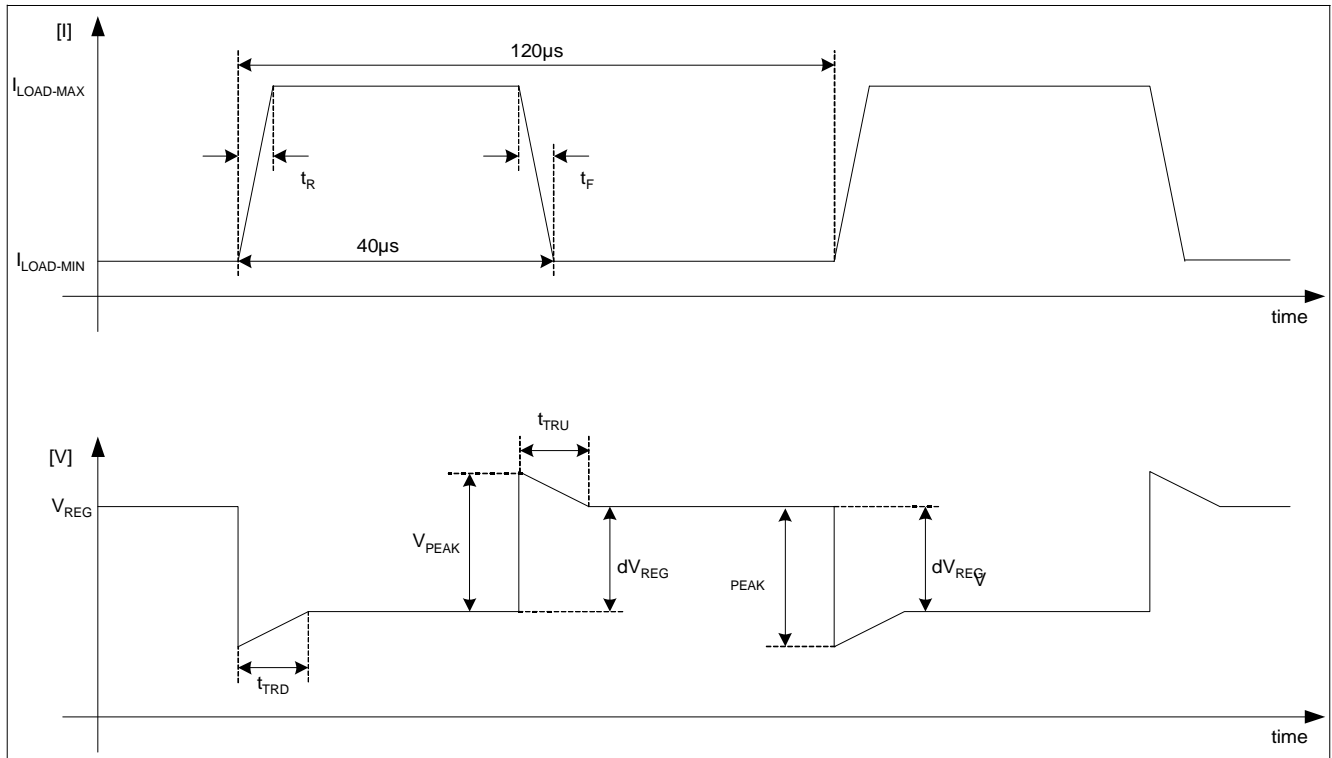 [I]
120µs
ILOAD-MAX
tR
tF
40µs
ILOAD-MIN
time
tTRU
[V]
VREG
VPEAK
dVREG
PEAK
dVREG
V
tTRD
time